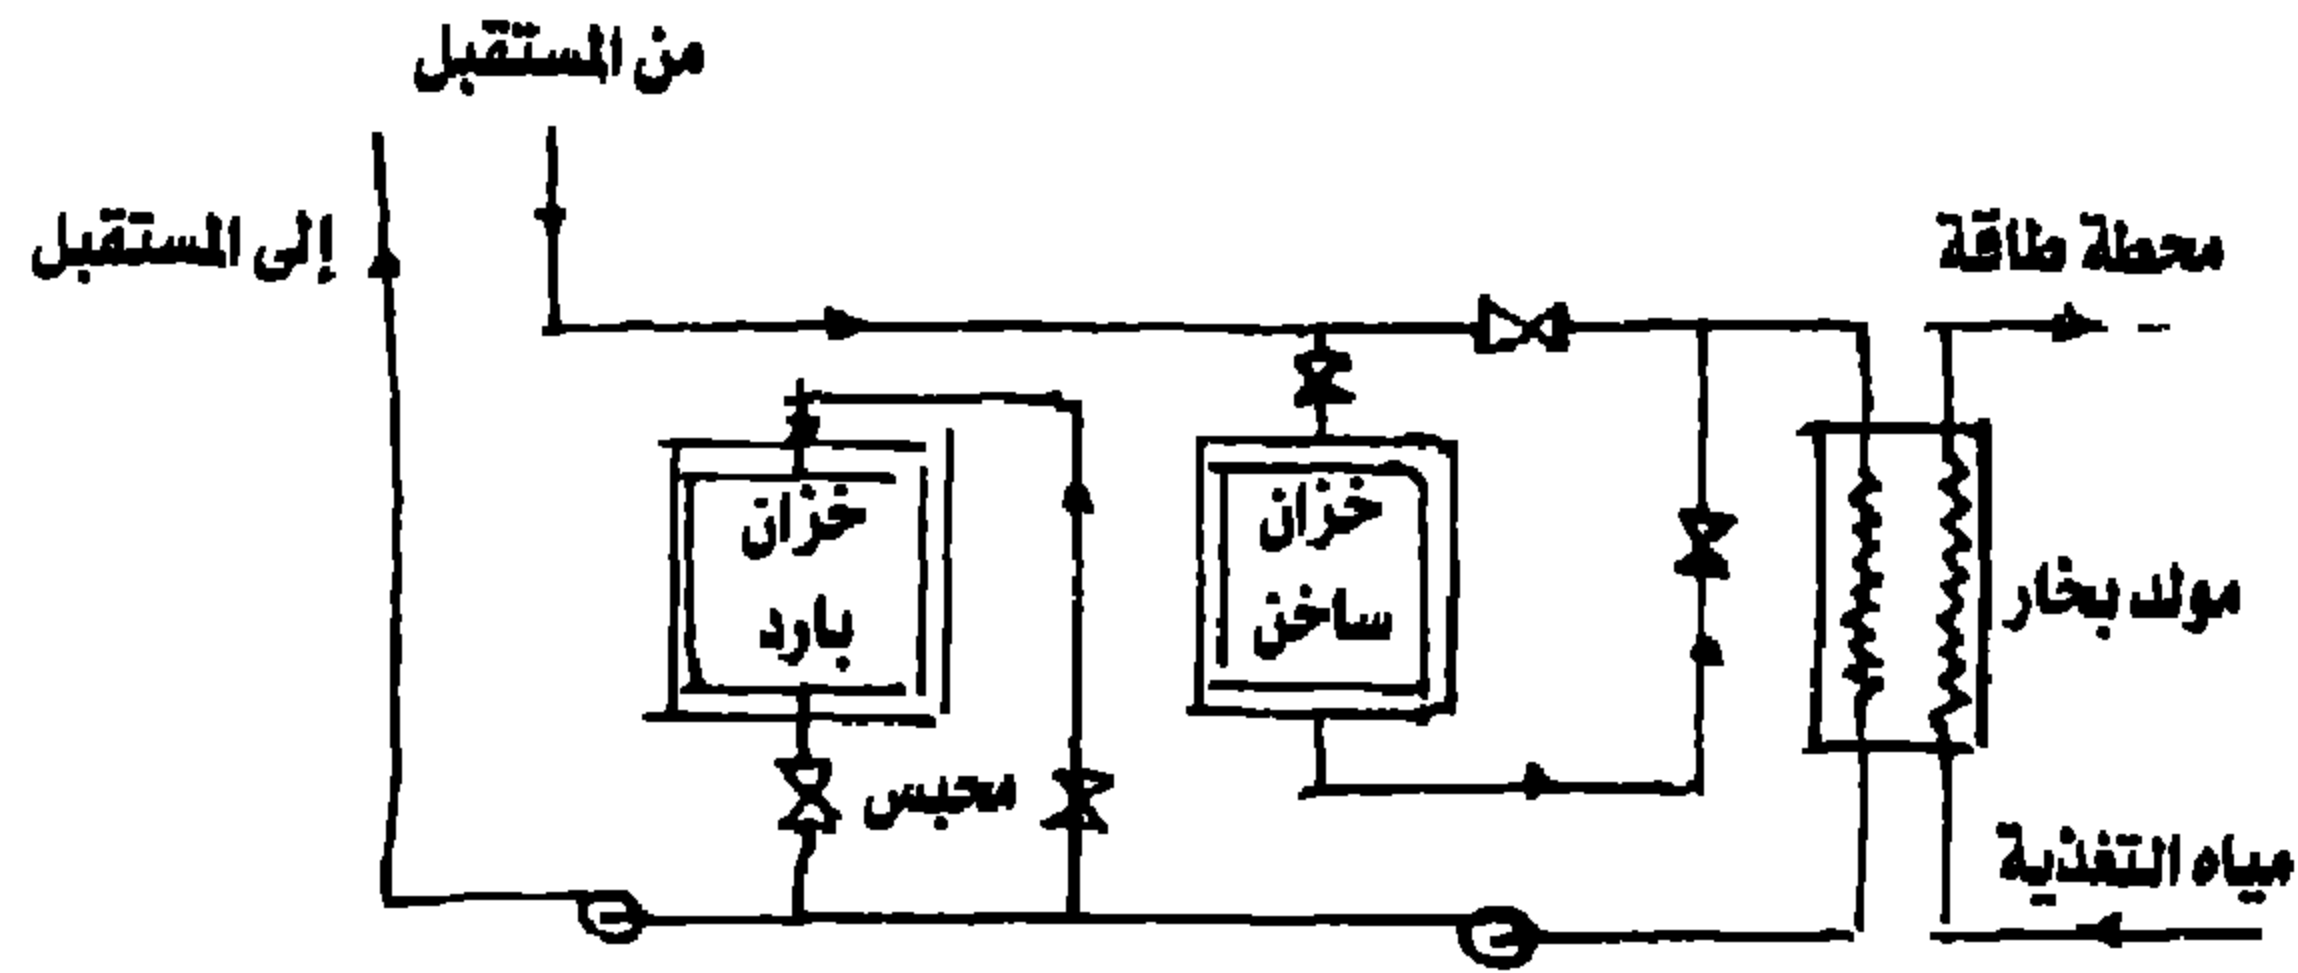 من المستقبل
إلى المستقبل
محطة طاقة
خزان
بارد
خزان
ساخن
مولد بخار
محبس
مياه التغذية